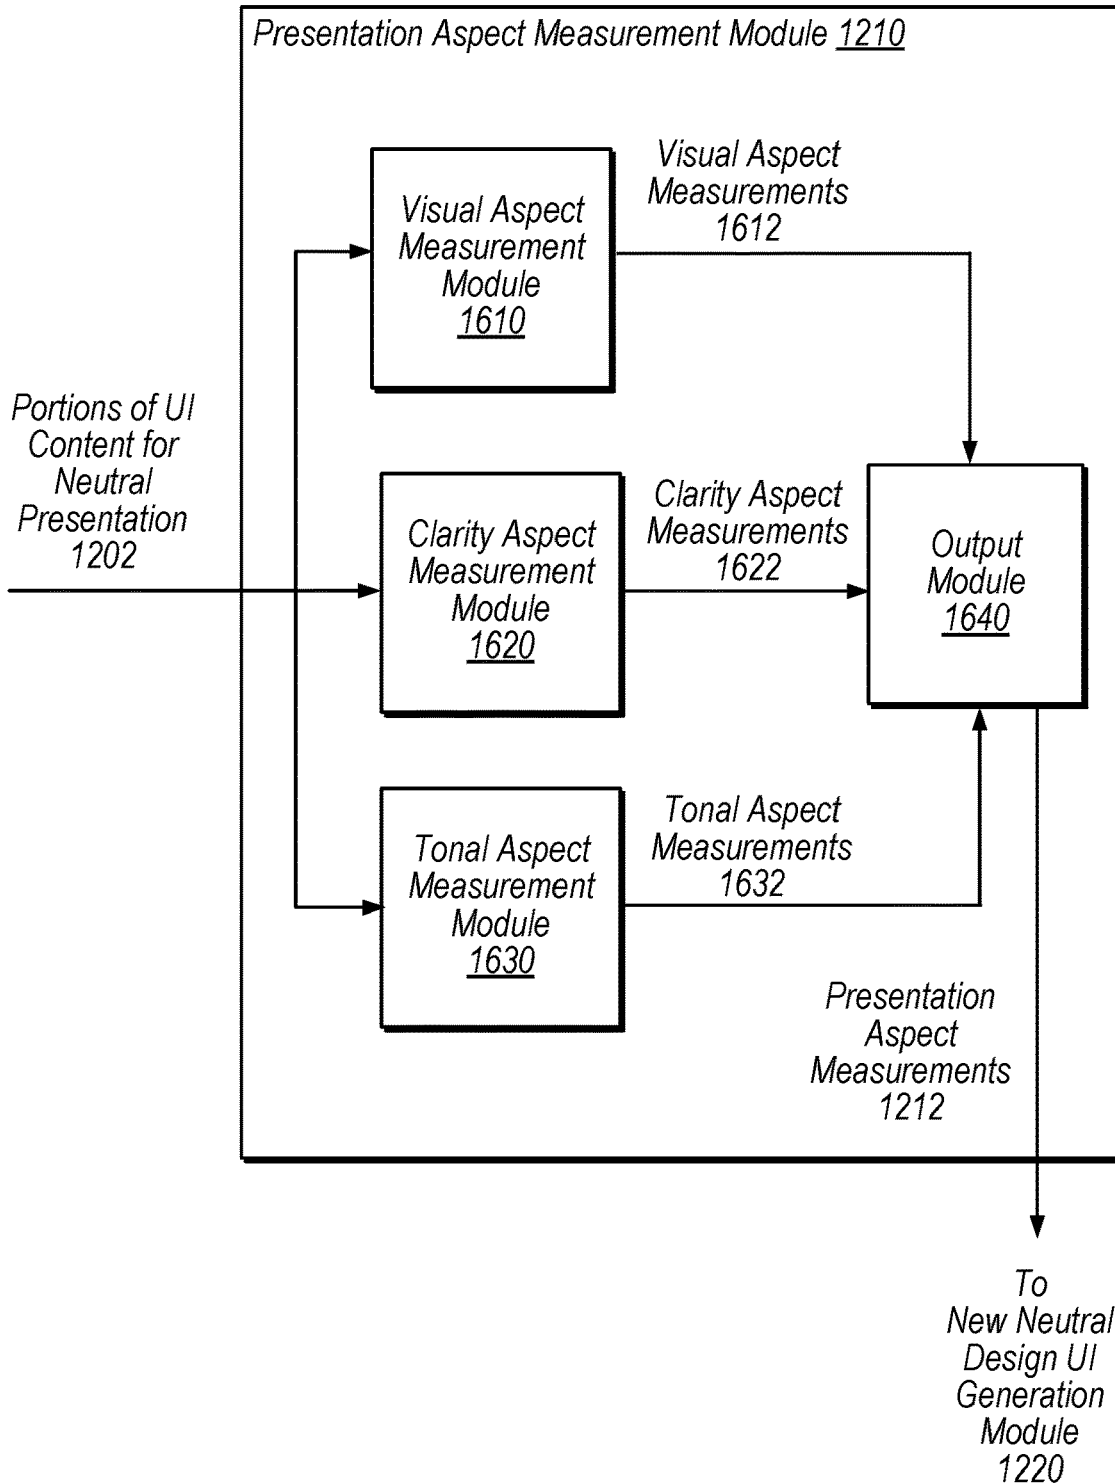 Presentation Aspect Measurement Module 1210
Visual Aspect
Measurement
Module
1610
Visual Aspect
Measurements
1612
Portions of UI
Content for
Neutral
Presentation
1202
Clarity Aspect
Measurement
Module
1620
Clarity Aspect
Measurements
1622
Output
Module
1640
Tonal Aspect
Measurement
Module
1630
Tonal Aspect
Measurements
1632
Presentation
Aspect
Measurements
1212
To
New Neutral
Design UI
Generation
Module
1220